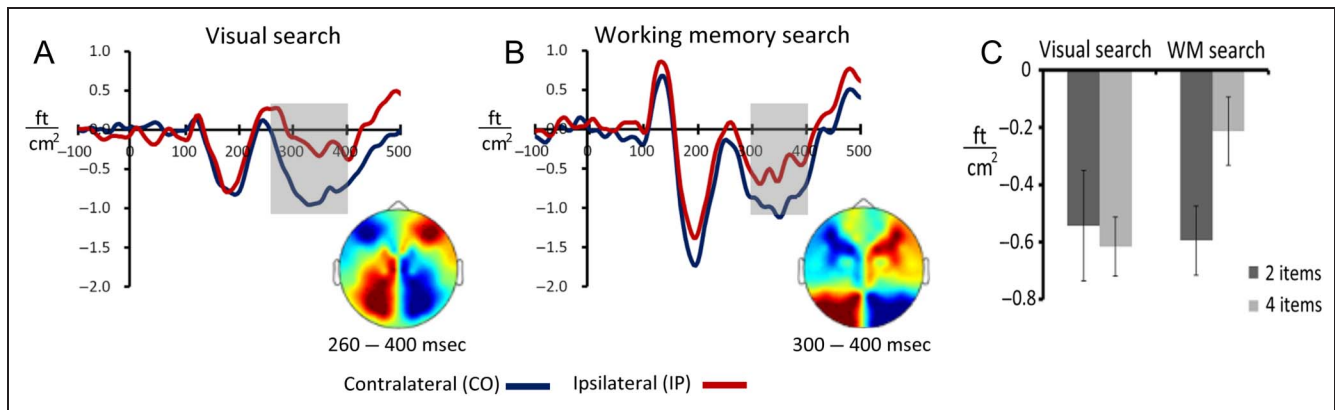 A
Visual search
ft
cm²
1.0
0.5
0.0
−0.5
−1.0
−1.5
−2.0
−100 0 100 200 300 400 500
260 — 400 msec
B
Working memory search
ft
cm²
1.0
0.5
0.0
−0.5
−1.0
−1.5
−2.0
−100 0 100 200 300 400 500
300 — 400 msec
Contralateral (CO)
Ipsilateral (IP)
C
Visual search WM search
ft
cm²
0
−0.2
−0.4
−0.6
−0.8
2 items
4 items